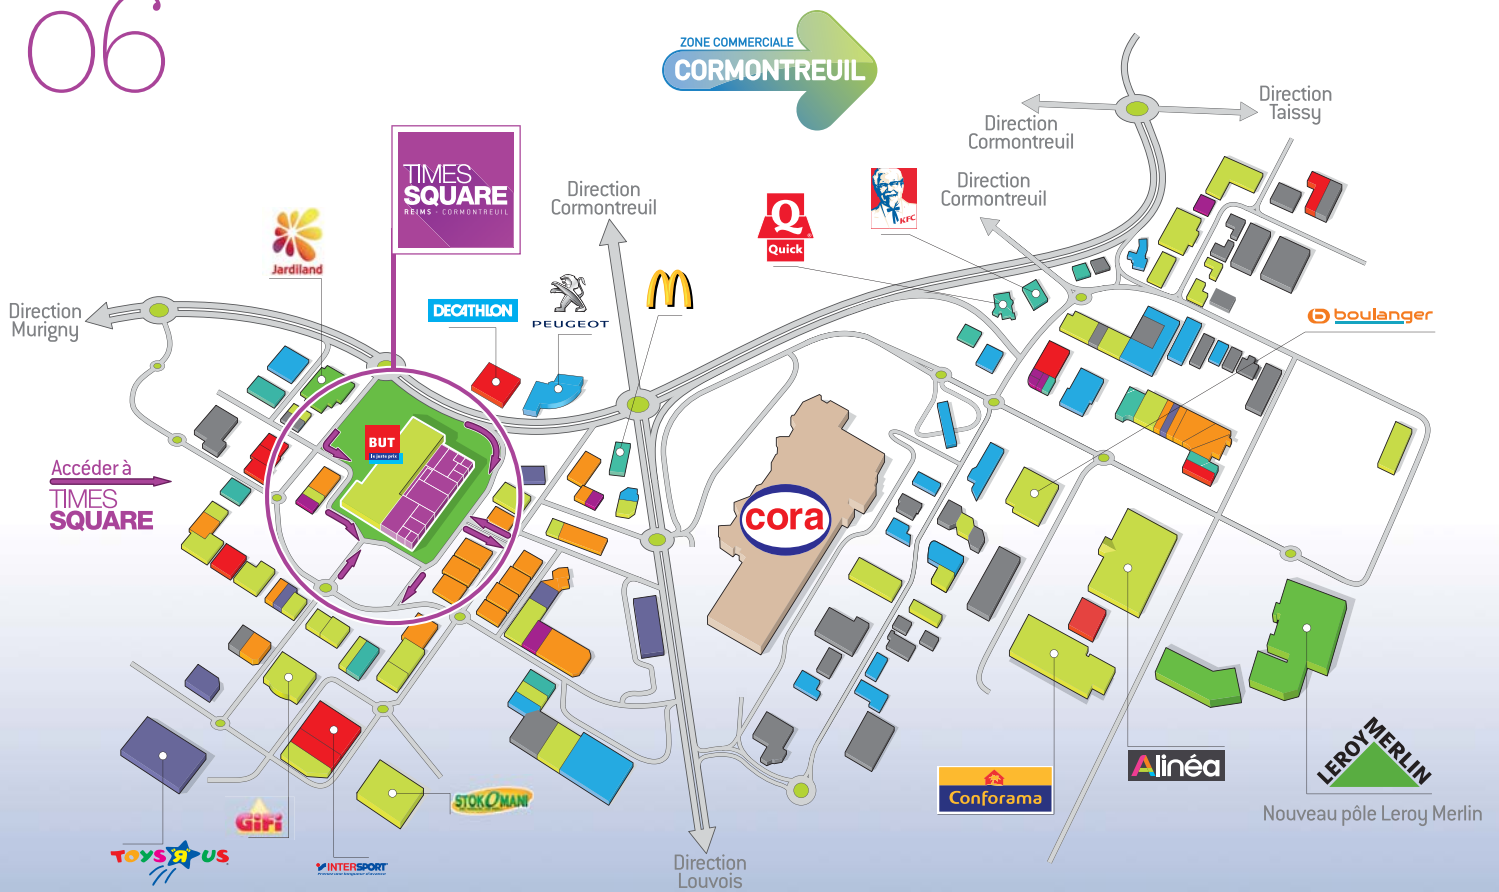 06
ZONE COMMERCIALE
CORMONTREUIL
Direction
Taissy
Direction
Cormontreuil
Direction
Cormontreuil
Direction
Cormontreuil
TIMES
SQUARE
REIMS - CORMONTREUIL
Q
Quick
KFC
Jardiland
DECATHLON
PEUGEOT
Direction
Murigny
boulanger
BUT
Accéder à
TIMES
SQUARE
cora
LEROY MERLIN
Alinéa
Conforama
STOKOMANI
GiFi
Nouveau pôle Leroy Merlin
TOYS R US
INTERSPORT
Direction
Louvois